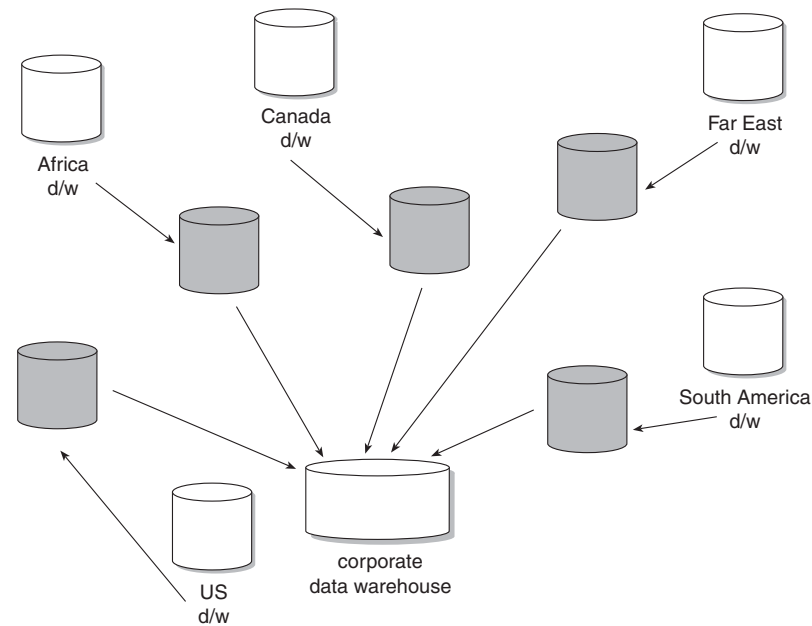 Canada
d/w
Far East
d/w
Africa
d/w
South America
d/w
corporate
data warehouse
US
d/w